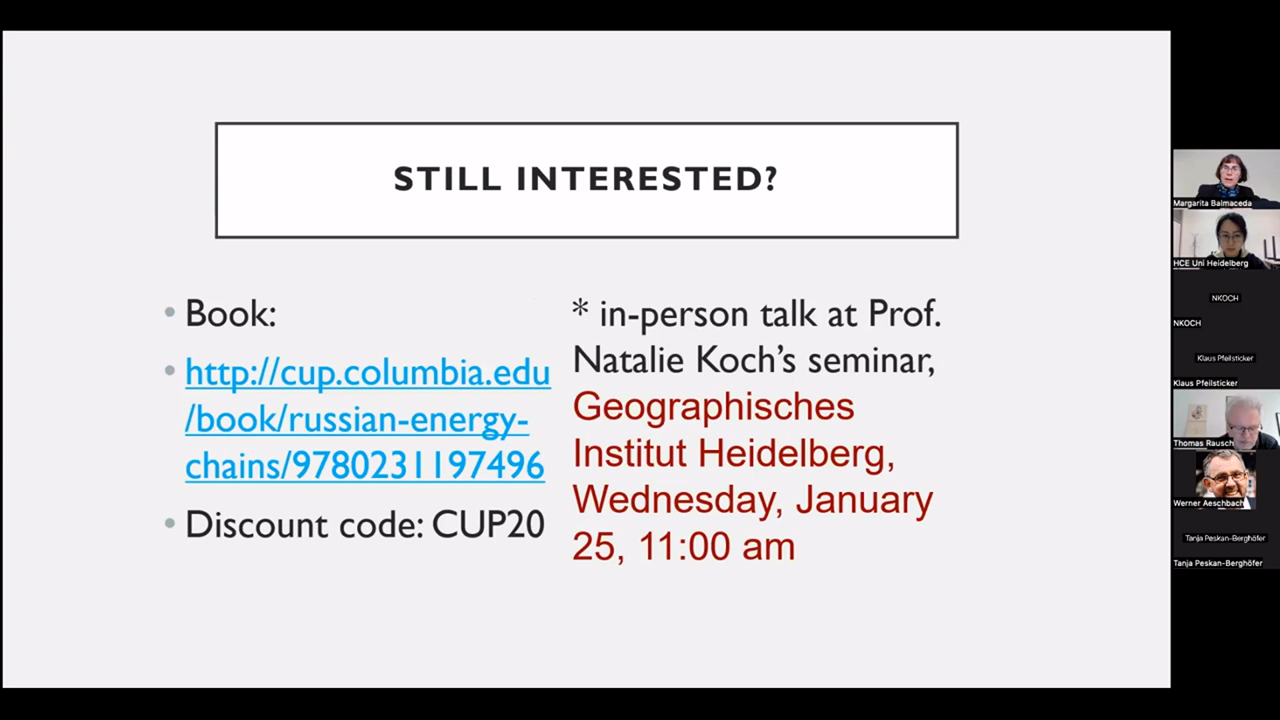 STILL INTERESTED?
Book:
http://cup.columbia.edu
/book/russian-energy-
chains/9780231197496
Discount code: CUP20
* in-person talk at Prof.
Natalie Koch's seminar,
Geographisches
Institut Heidelberg,
Wednesday, January
25, 11:00 am
Margarita Balmaceda
HCE Uni Heidelberg
NKOCH
NKOCH
Klaus Pfeilsticker
Klaus Pfeilsticker
Thomas Rausch
Werner Aeschbach
Tanja Peskan-Berghöfer
Tanja Peskan-Berghöfer